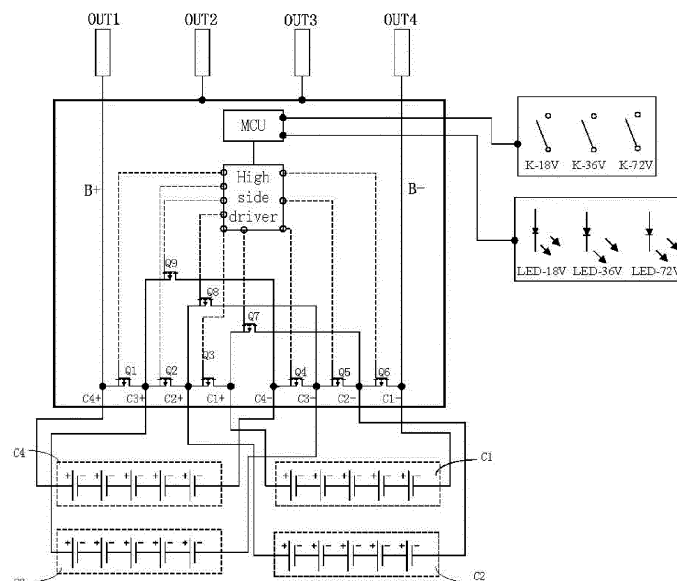 OUT1 OUT2 OUT3 OUT4
MCU
K-18V K-36V K-72V
High
side
driver
B+ B-
LED-18V LED-36V LED-72V
Q9
Q8
Q7
Q3
Q1 Q2 Q4 Q5 Q6
C4+ C3+ C2+ C1+ C4- C3- C2- C1-
C4 C1
+ - + - + - + - + - + - + - + - + - + -
+ - + - + - + - + - + - + - + - + - + -
C2